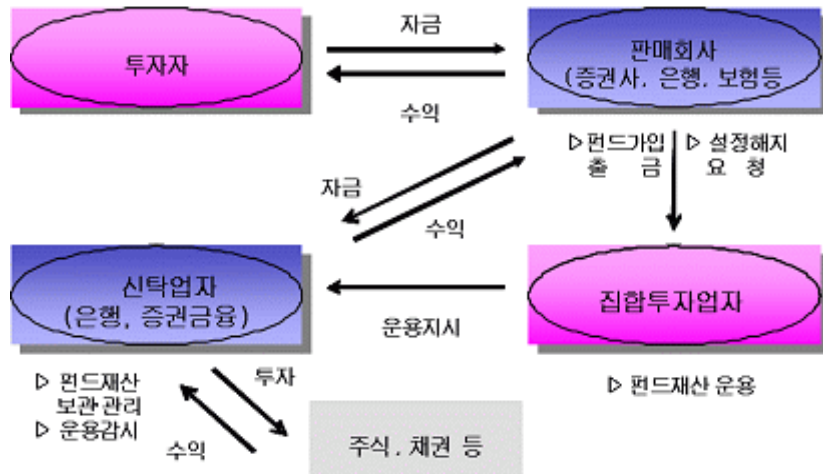 자금
투자자
판매회사
(증권사, 은행, 보험등
수익
▷펀드가입
출 금
▷ 설정해지
요 청
자금
수익
신탁업자
(은행, 증권금융)
집합투자업자
운용지시
▷ 펀드재산
보관·관리
▷ 운용감시
투자
수익
▷ 펀드재산 운용
주식, 채권 등